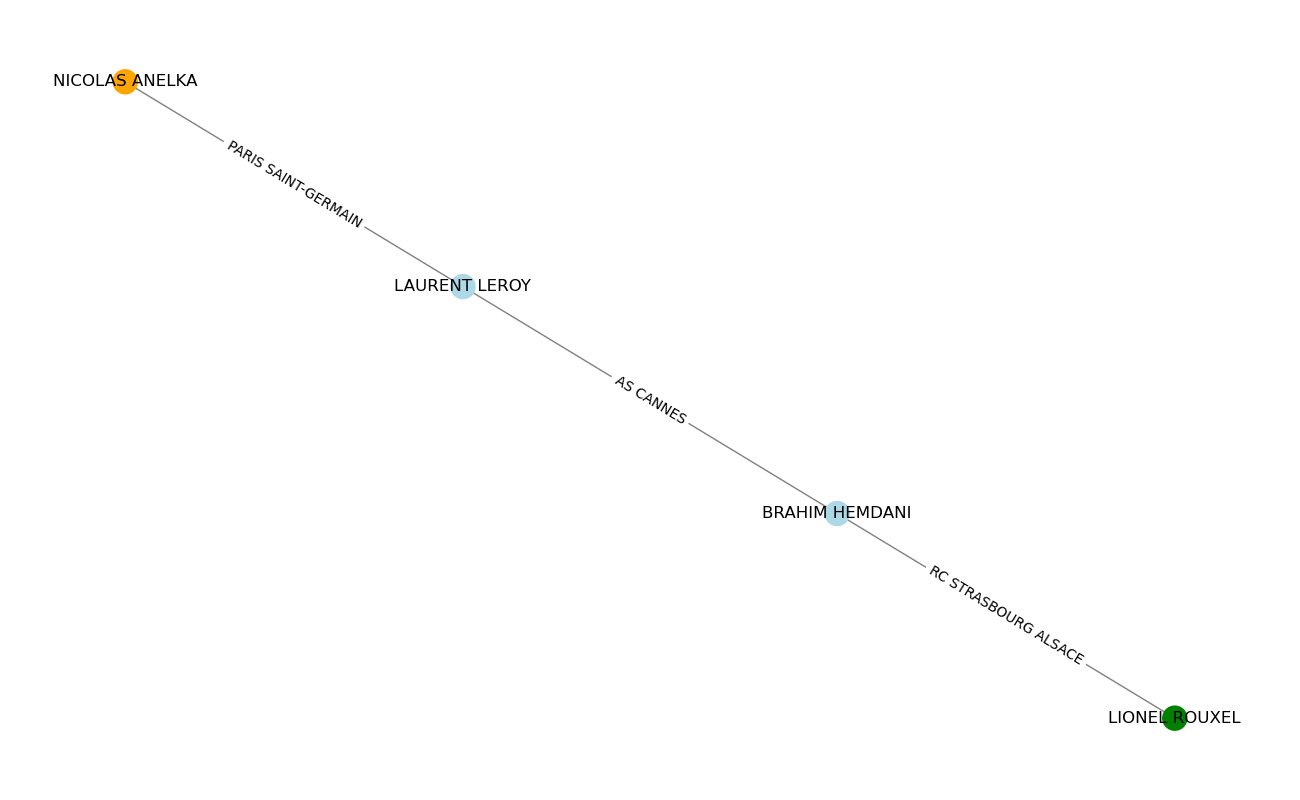 NICOLAS ANELKA
PARIS SAINT-GERMAIN
LAURENT LEROY
AS CANNES
BRAHIM HEMDANI
RC STRASBOURG ALSACE
LIONEL ROUXEL